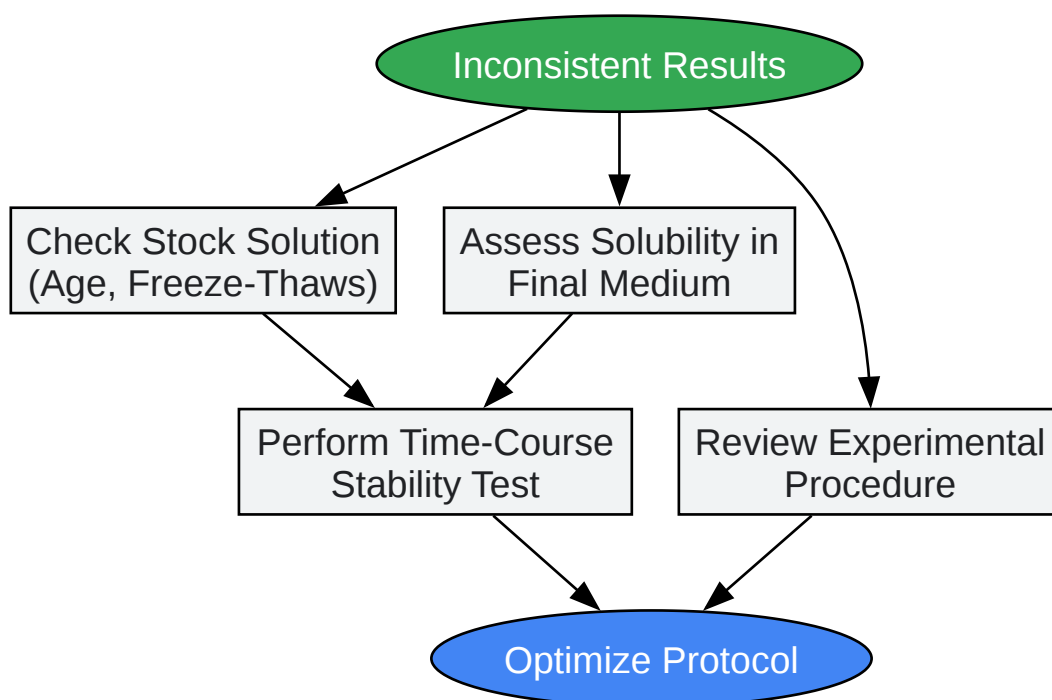 Inconsistent Results
Check Stock Solution
(Age, Freeze-Thaws)
Assess Solubility in
Final Medium
Perform Time-Course
Stability Test
Review Experimental
Procedure
Optimize Protocol